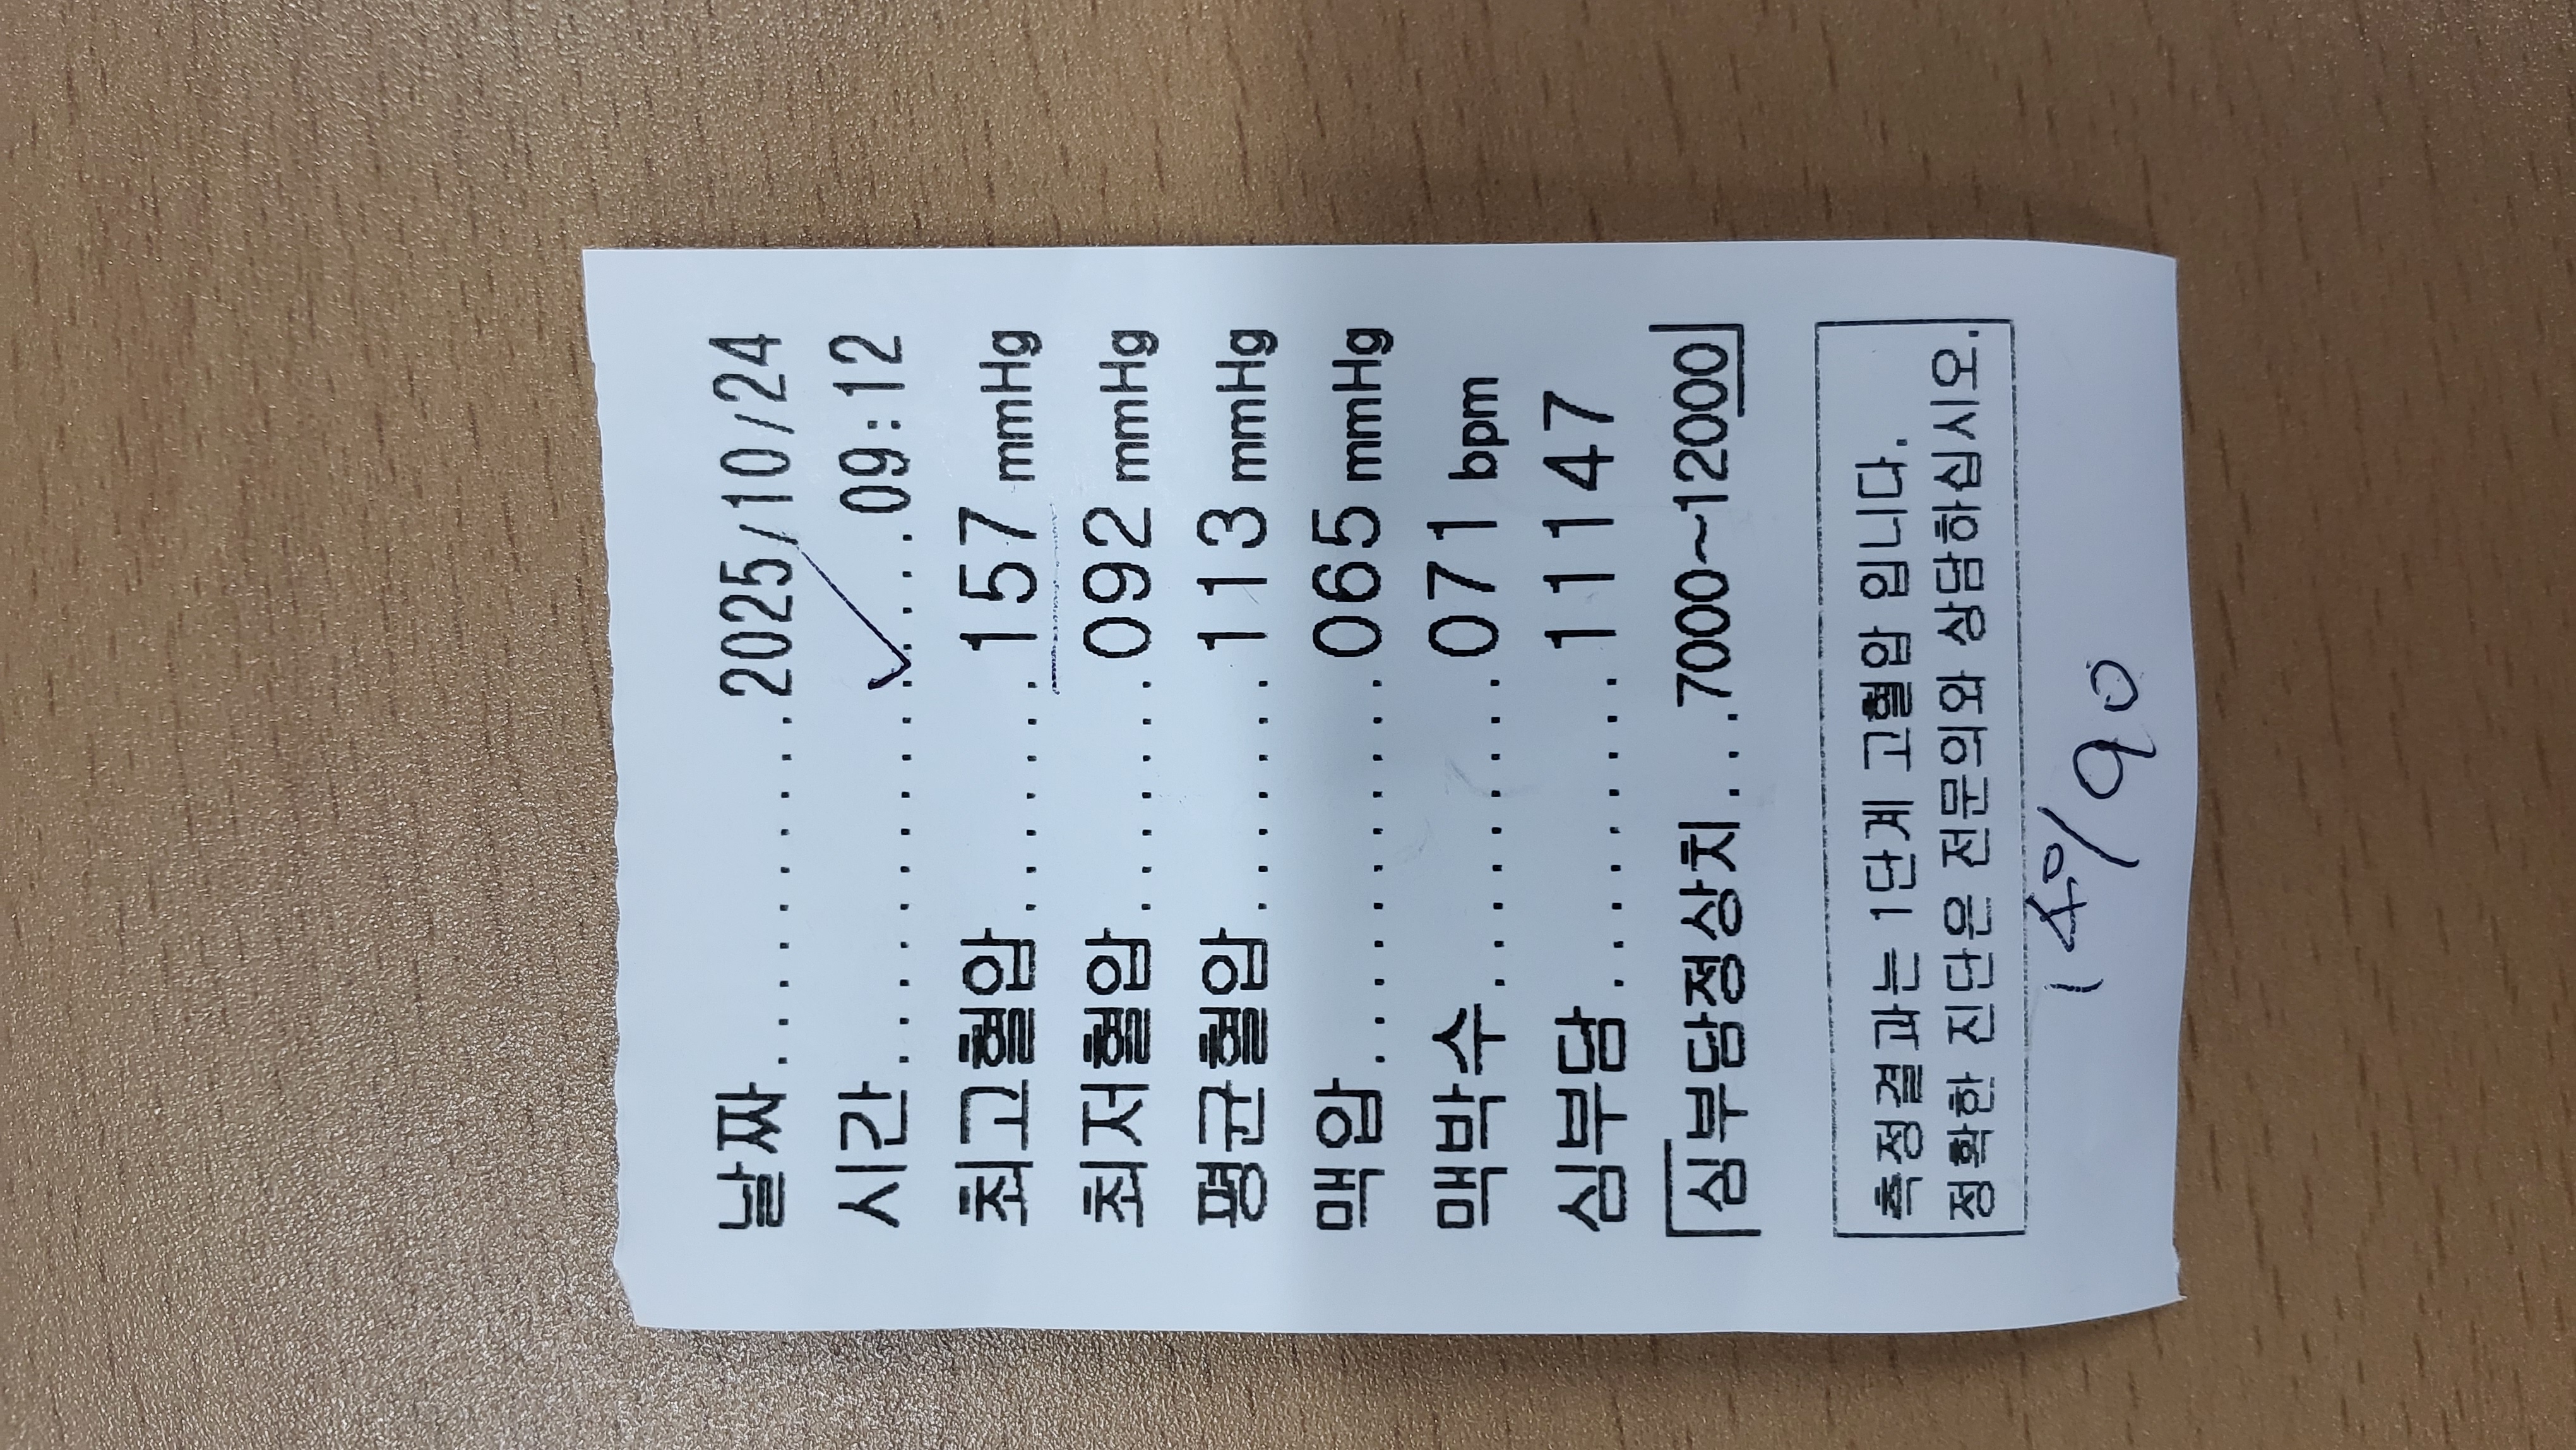 날짜.............2025/10/24
시간.................09:12
최고혈압........157 mmHg
최저혈압........092 mmHg
평균혈압........113 mmHg
맥압............065 mmHg
맥박수..........071 bpm
심부담..........11147
[심부담정상치...7000~12000]
측정결과는 1단계 고혈압 입니다.
정확한 진단은 전문의와 상담하십시오.
140/90